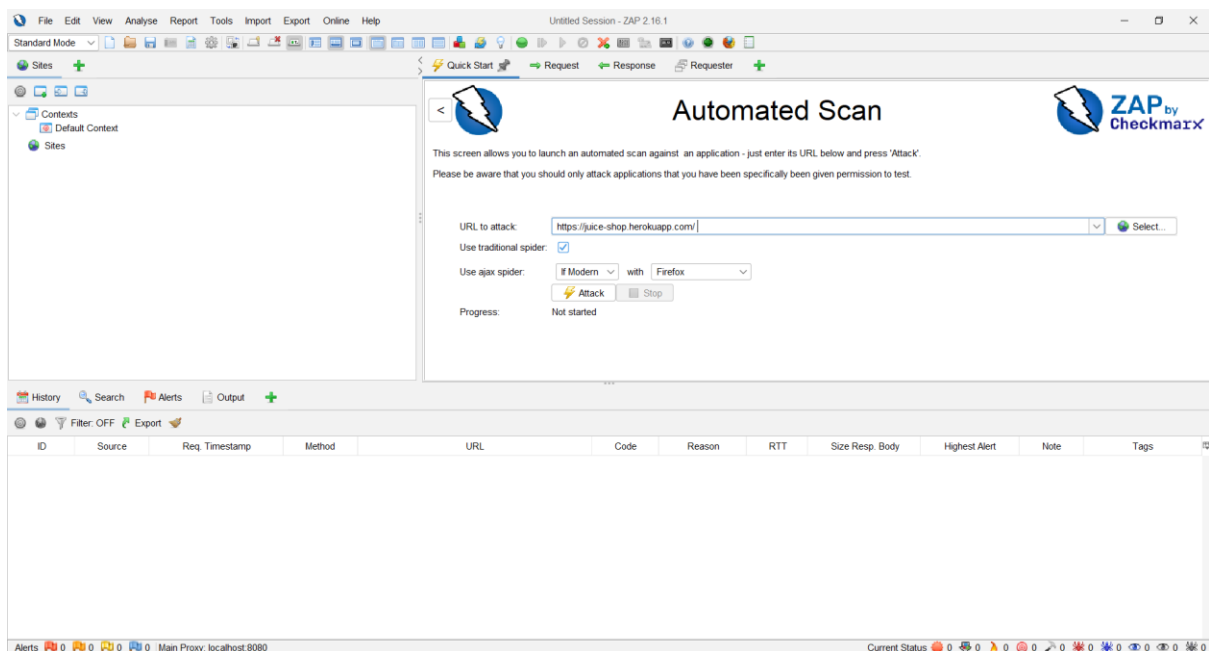 File Edit View Analyse Report Tools Import Export Online Help Untitled Session - ZAP 2.16.1
Standard Mode
Sites
Quick Start Request Response Requester
Contexts
Default Context
Sites
<
Automated Scan
ZAP by
Checkmarx
This screen allows you to launch an automated scan against an application - just enter its URL below and press 'Attack'.
Please be aware that you should only attack applications that you have been specifically been given permission to test.
URL to attack: https://juice-shop.herokuapp.com/ Select...
Use traditional spider:
Use ajax spider: If Modern with Firefox
Attack Stop
Progress: Not started
History Search Alerts Output
Filter: OFF Export
ID Source Req. Timestamp Method URL Code Reason RTT Size Resp. Body Highest Alert Note Tags
Alerts 0 0 0 0 Main Proxy: localhost:8080 Current Status 0 0 0 0 0 0 0 0 0 0